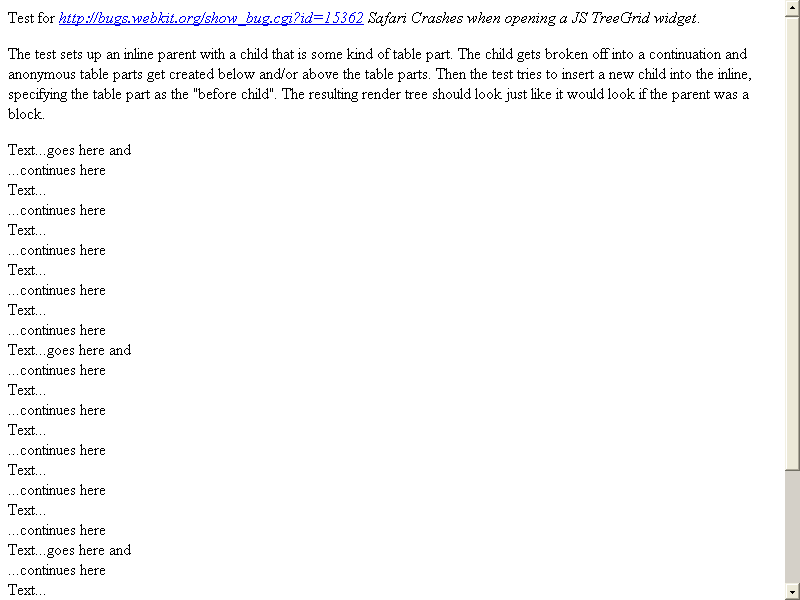 Test for http://bugs.webkit.org/show_bug.cgi?id=15362 Safari Crashes when opening a JS TreeGrid widget.
The test sets up an inline parent with a child that is some kind of table part. The child gets broken off into a continuation and
anonymous table parts get created below and/or above the table parts. Then the test tries to insert a new child into the inline,
specifying the table part as the "before child". The resulting render tree should look just like it would look if the parent was a
block.
Text...goes here and
...continues here
Text...
...continues here
Text...
...continues here
Text...
...continues here
Text...
...continues here
Text...goes here and
...continues here
Text...
...continues here
Text...
...continues here
Text...
...continues here
Text...
...continues here
Text...goes here and
...continues here
Text...